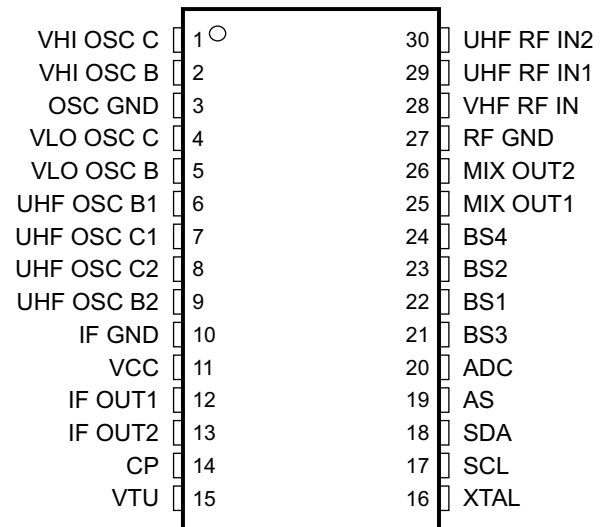 VHI OSC C 1 30 UHF RF IN2
VHI OSC B 2 29 UHF RF IN1
OSC GND 3 28 VHF RF IN
VLO OSC C 4 27 RF GND
VLO OSC B 5 26 MIX OUT2
UHF OSC B1 6 25 MIX OUT1
UHF OSC C1 7 24 BS4
UHF OSC C2 8 23 BS2
UHF OSC B2 9 22 BS1
IF GND 10 21 BS3
VCC 11 20 ADC
IF OUT1 12 19 AS
IF OUT2 13 18 SDA
CP 14 17 SCL
VTU 15 16 XTAL